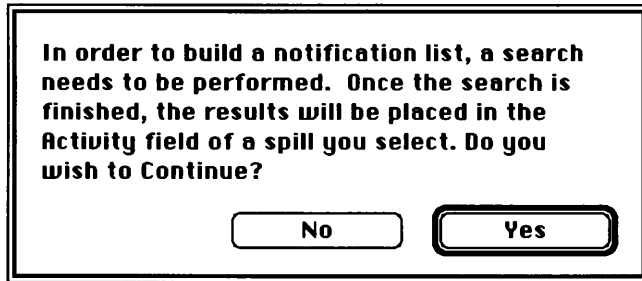 In order to build a notification list, a search
needs to be performed.  Once the search is
finished, the results will be placed in the
Activity field of a spill you select. Do you
wish to Continue?
No Yes